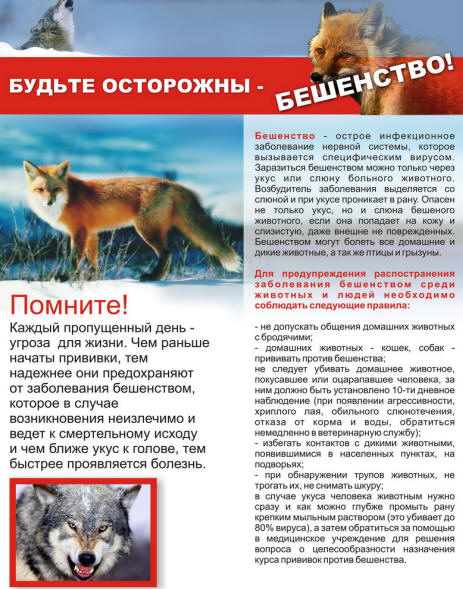 БУДЬТЕ ОСТОРОЖНЫ -
БЕШЕНСТВО!
Помните!
Каждый пропущенный день -
угроза для жизни. Чем раньше
начаты прививки, тем
надежнее они предохраняют
от заболевания бешенством,
которое в случае
возникновения неизлечимо и
ведет к смертельному исходу
и чем ближе укус к голове, тем
быстрее проявляется болезнь.
Бешенство - острое инфекционное
заболевание нервной системы, которое
вызывается специфическим вирусом.
Заразиться бешенством можно только через
укус или слюну больного животного.
Возбудитель заболевания выделяется со
слюной и при укусе проникает в рану. Опасен
не только укус, но и слюна бешеного
животного, если она попадает на кожу и
слизистую, даже внешне не поврежденных.
Бешенством могут болеть все домашние и
дикие животные, а так же птицы и грызуны.
Для предупреждения распостранения
заболевания бешенством среди
животных и людей необходимо
соблюдать следующие правила:
- не допускать общения домашних животных
с бродячими;
- домашних животных - кошек, собак -
прививать против бешенства;
не следует убивать домашнее животное,
покусавшее или оцарапавшее человека, за
ним должно быть установлено 10-ти дневное
наблюдение (при появлении агрессивности,
хриплого лая, обильного слюнотечения,
отказа от корма и воды, обратиться
немедленно в ветеринарную службу);
- избегать контактов с дикими животными,
появившимися в населенных пунктах, на
подворьях;
- при обнаружении трупов животных, не
трогать их, не снимать шкуру;
в случае укуса человека животным нужно
сразу и как можно глубже промыть рану
крепким мыльным раствором (это убивает до
80% вируса), а затем обратиться за помощью
в медицинское учреждение для решения
вопроса о целесообразности назначения
курса прививок против бешенства.